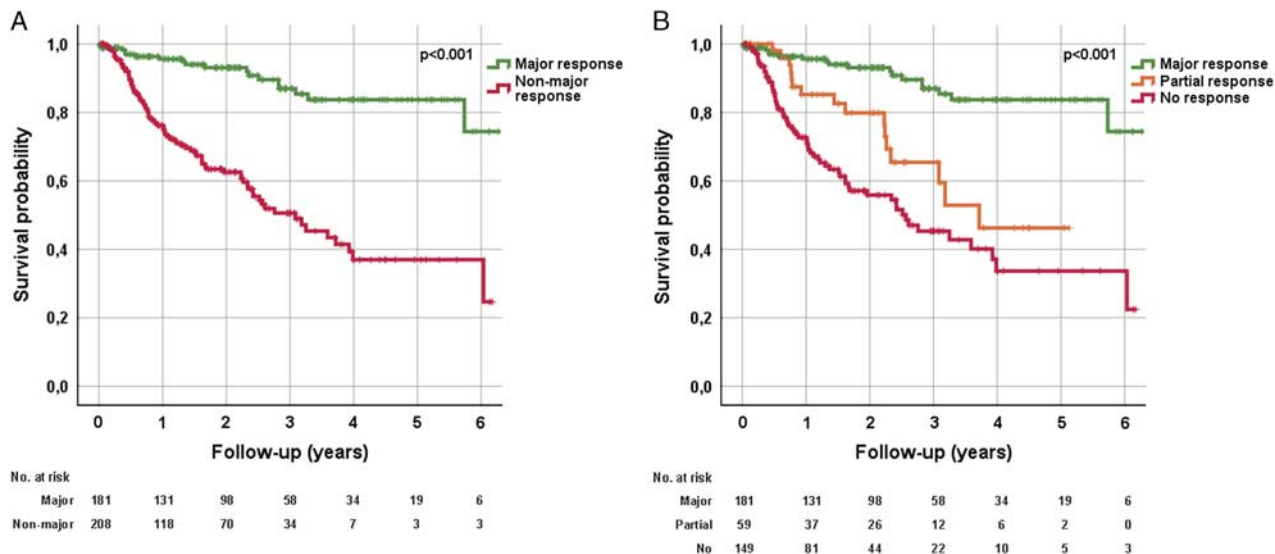 A
1,0
0,8
0,6
0,4
0,2
0,0
Survival probability
p<0.001
Major response
Non-major
response
0 1 2 3 4 5 6
Follow-up (years)
No. at risk
Major 181 131 98 58 34 19 6
Non-major 208 118 70 34 7 3 3
B
1,0
0,8
0,6
0,4
0,2
0,0
Survival probability
p<0.001
Major response
Partial response
No response
0 1 2 3 4 5 6
Follow-up (years)
No. at risk
Major 181 131 98 58 34 19 6
Partial 59 37 26 12 6 2 0
No 149 81 44 22 10 5 3